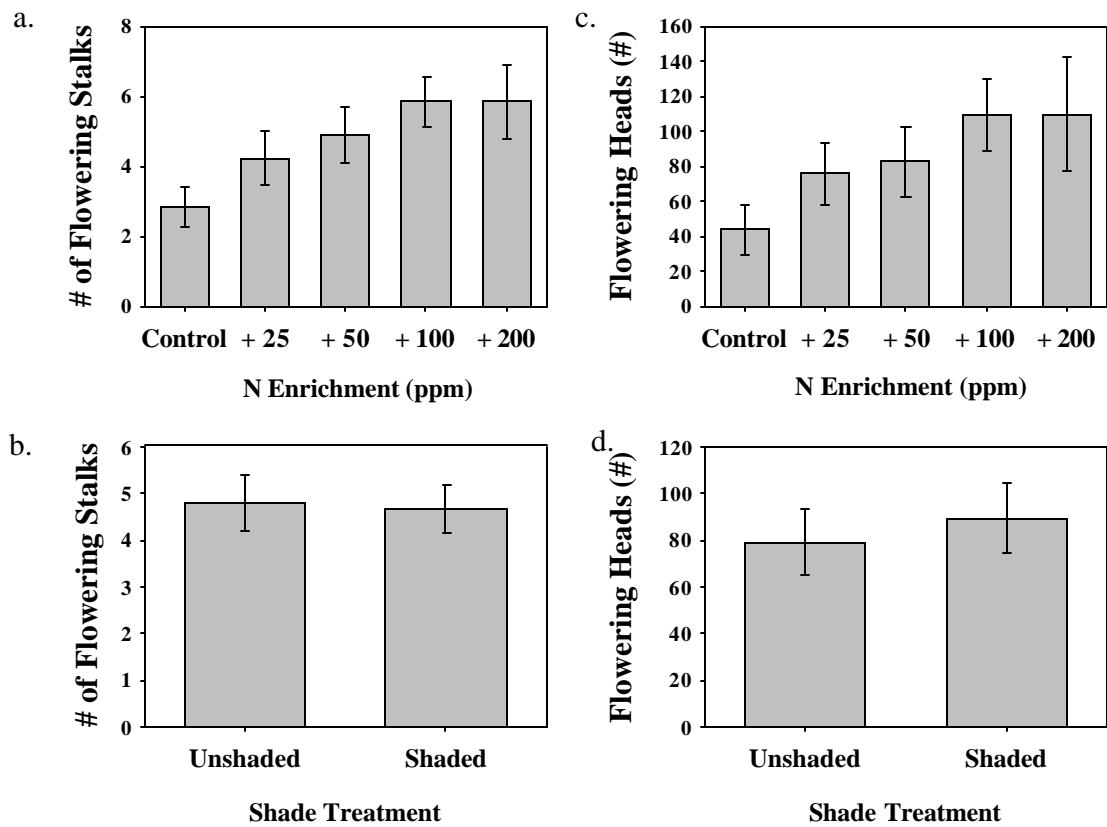 a.
# of Flowering Stalks
8
6
4
2
0
Control + 25 + 50 + 100 + 200
N Enrichment (ppm)
c.
Flowering Heads (#)
160
140
120
100
80
60
40
20
0
Control + 25 + 50 + 100 + 200
N Enrichment (ppm)
b.
# of Flowering Stalks
6
5
4
3
2
1
0
Unshaded Shaded
Shade Treatment
d.
Flowering Heads (#)
120
100
80
60
40
20
0
Unshaded Shaded
Shade Treatment